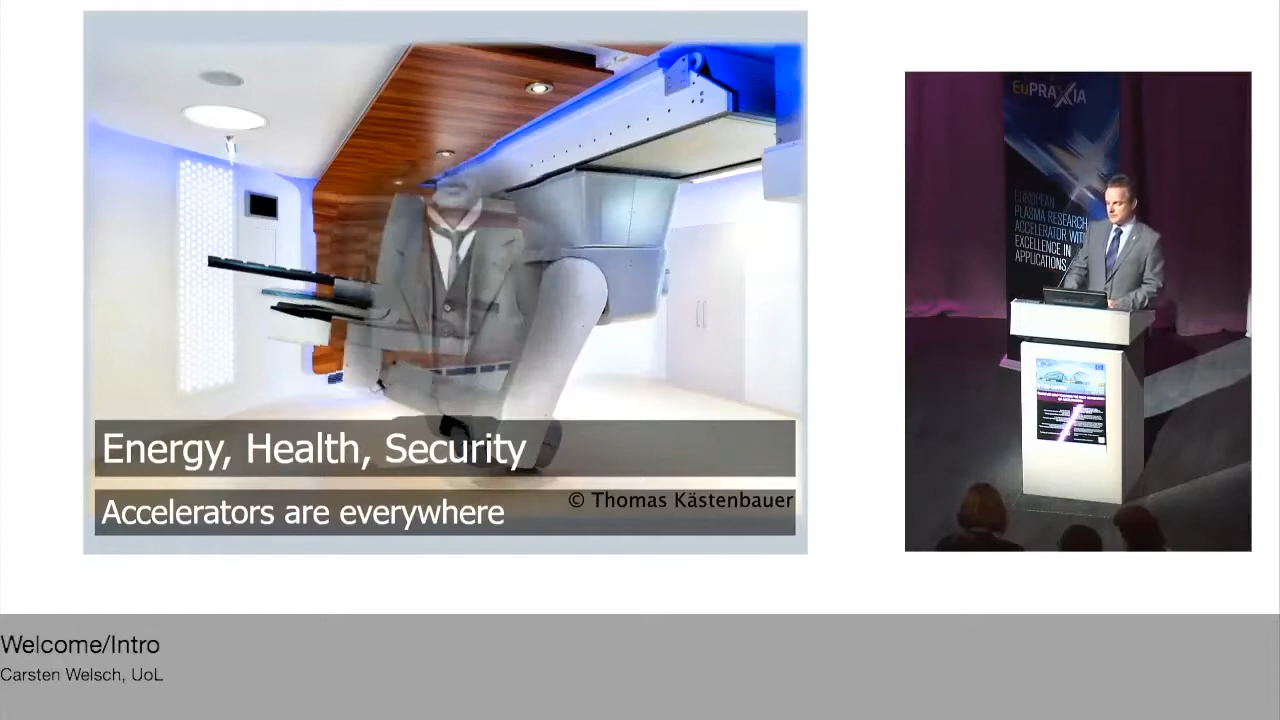 Energy, Health, Security
© Thomas Kästenbauer
Accelerators are everywhere
EuPRAXIA
EUROPEAN
PLASMA RESEARCH
ACCELERATOR WITH
EXCELLENCE IN
APPLICATIONS
Welcome/Intro
Carsten Welsch, UoL